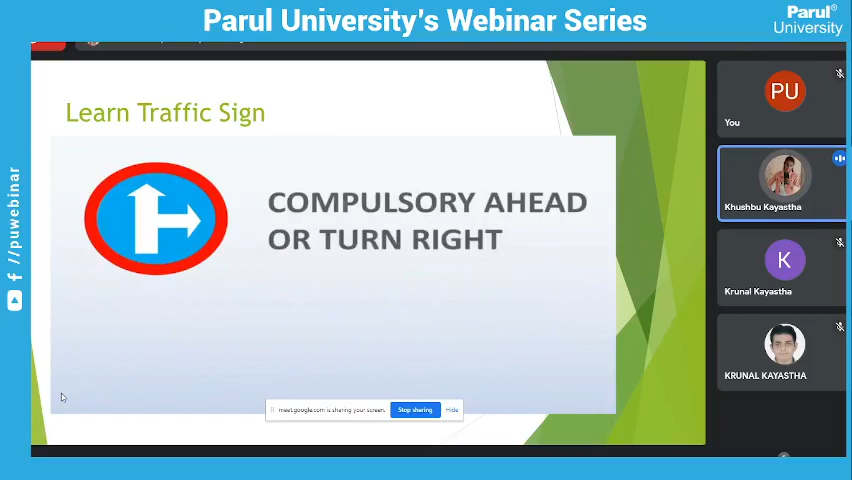 Parul University's Webinar Series
Parul®
University
f //puwebinar
Learn Traffic Sign
COMPULSORY AHEAD
OR TURN RIGHT
meet.google.com is sharing your screen.
Stop sharing
Hide
PU
You
Khushbu Kayastha
K
Krunal Kayastha
KRUNAL KAYASTHA